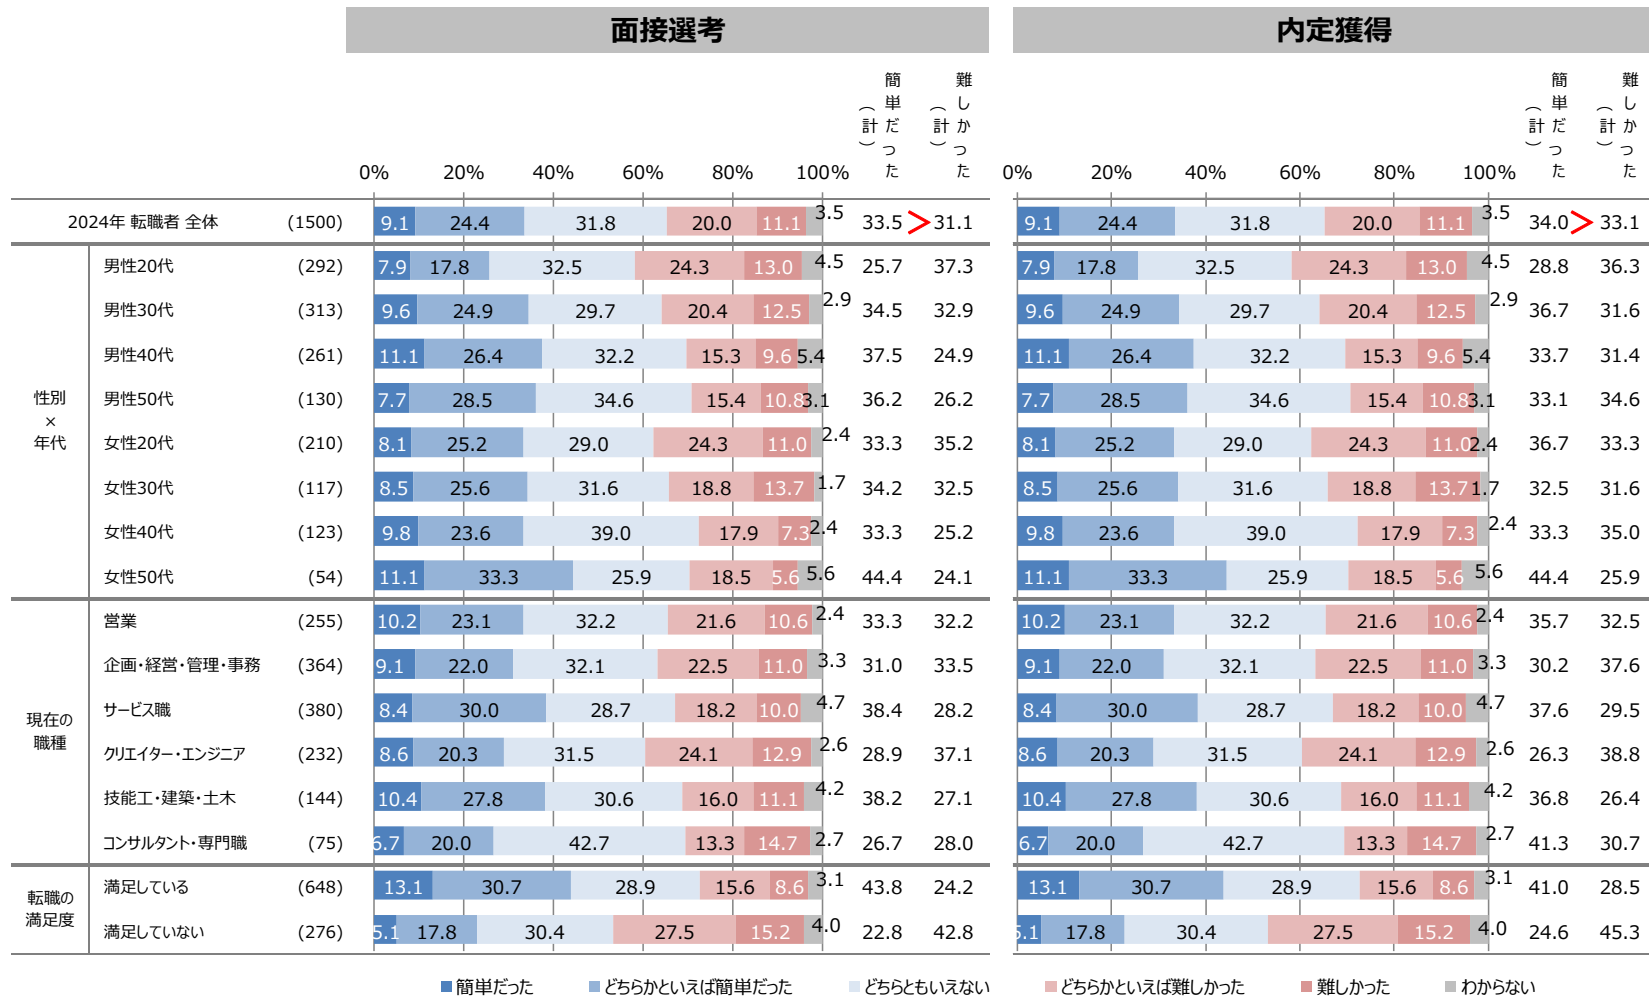 面接選考 内定獲得
簡単だった（計） 難しかった（計） 簡単だった（計） 難しかった（計）
0% 20% 40% 60% 80% 100% 0% 20% 40% 60% 80% 100%
2024年 転職者 全体 (1500) 9.1 24.4 31.8 20.0 11.1 3.5 33.5 > 31.1 9.1 24.4 31.8 20.0 11.1 3.5 34.0 > 33.1
性別×年代
男性20代 (292) 7.9 17.8 32.5 24.3 13.0 4.5 25.7 37.3 7.9 17.8 32.5 24.3 13.0 4.5 28.8 36.3
男性30代 (313) 9.6 24.9 29.7 20.4 12.5 2.9 34.5 32.9 9.6 24.9 29.7 20.4 12.5 2.9 36.7 31.6
男性40代 (261) 11.1 26.4 32.2 15.3 9.6 5.4 37.5 24.9 11.1 26.4 32.2 15.3 9.6 5.4 33.7 31.4
男性50代 (130) 7.7 28.5 34.6 15.4 10.8 3.1 36.2 26.2 7.7 28.5 34.6 15.4 10.8 3.1 33.1 34.6
女性20代 (210) 8.1 25.2 29.0 24.3 11.0 2.4 33.3 35.2 8.1 25.2 29.0 24.3 11.0 2.4 36.7 33.3
女性30代 (117) 8.5 25.6 31.6 18.8 13.7 1.7 34.2 32.5 8.5 25.6 31.6 18.8 13.7 1.7 32.5 31.6
女性40代 (123) 9.8 23.6 39.0 17.9 7.3 2.4 33.3 25.2 9.8 23.6 39.0 17.9 7.3 2.4 33.3 35.0
女性50代 (54) 11.1 33.3 25.9 18.5 5.6 5.6 44.4 24.1 11.1 33.3 25.9 18.5 5.6 5.6 44.4 25.9
現在の職種
営業 (255) 10.2 23.1 32.2 21.6 10.6 2.4 33.3 32.2 10.2 23.1 32.2 21.6 10.6 2.4 35.7 32.5
企画・経営・管理・事務 (364) 9.1 22.0 32.1 22.5 11.0 3.3 31.0 33.5 9.1 22.0 32.1 22.5 11.0 3.3 30.2 37.6
サービス職 (380) 8.4 30.0 28.7 18.2 10.0 4.7 38.4 28.2 8.4 30.0 28.7 18.2 10.0 4.7 37.6 29.5
クリエイター・エンジニア (232) 8.6 20.3 31.5 24.1 12.9 2.6 28.9 37.1 8.6 20.3 31.5 24.1 12.9 2.6 26.3 38.8
技能工・建築・土木 (144) 10.4 27.8 30.6 16.0 11.1 4.2 38.2 27.1 10.4 27.8 30.6 16.0 11.1 4.2 36.8 26.4
コンサルタント・専門職 (75) 6.7 20.0 42.7 13.3 14.7 2.7 26.7 28.0 6.7 20.0 42.7 13.3 14.7 2.7 41.3 30.7
転職の満足度
満足している (648) 13.1 30.7 28.9 15.6 8.6 3.1 43.8 24.2 13.1 30.7 28.9 15.6 8.6 3.1 41.0 28.5
満足していない (276) 5.1 17.8 30.4 27.5 15.2 4.0 22.8 42.8 5.1 17.8 30.4 27.5 15.2 4.0 24.6 45.3
簡単だった どちらかといえば簡単だった どちらともいえない どちらかといえば難しかった 難しかった わからない